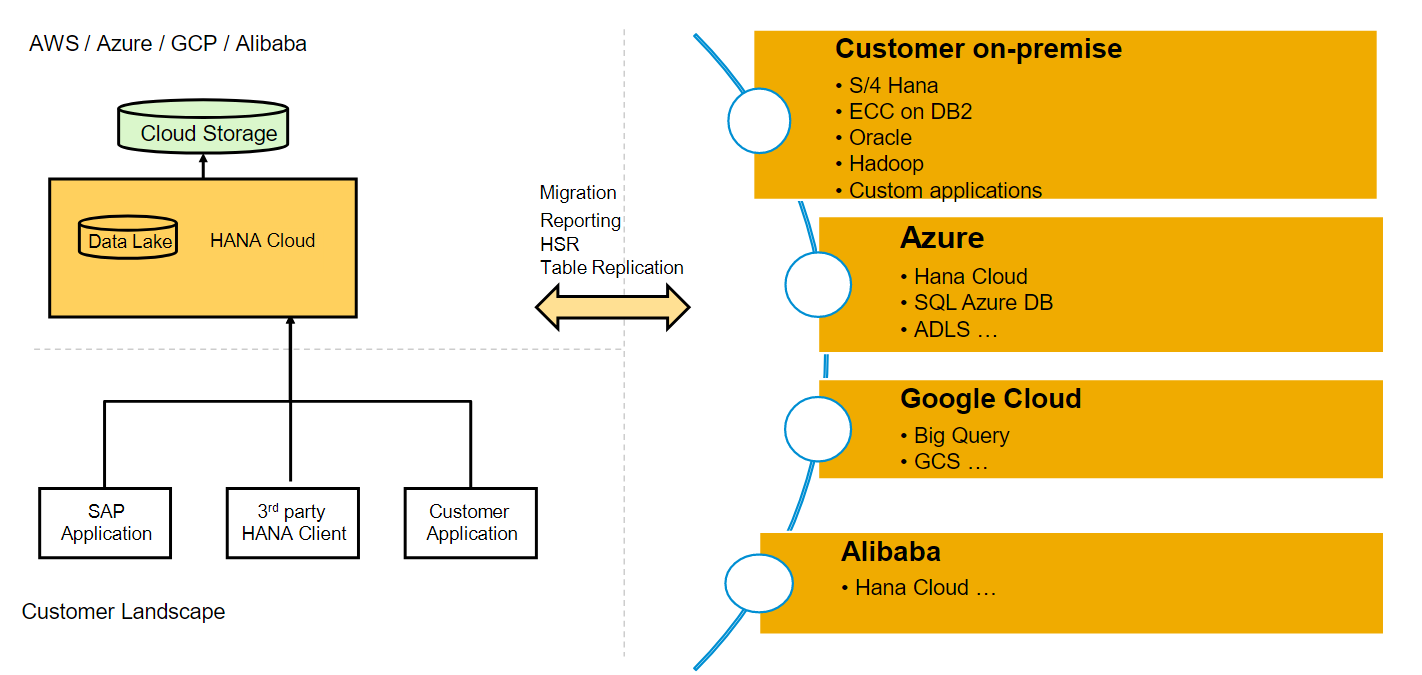 AWS / Azure / GCP / Alibaba
Cloud Storage
Data Lake
HANA Cloud
SAP
Application
3rd party
HANA Client
Customer
Application
Customer Landscape
Migration
Reporting
HSR
Table Replication
Customer on-premise
• S/4 Hana
• ECC on DB2
• Oracle
• Hadoop
• Custom applications
Azure
• Hana Cloud
• SQL Azure DB
• ADLS …
Google Cloud
• Big Query
• GCS …
Alibaba
• Hana Cloud …